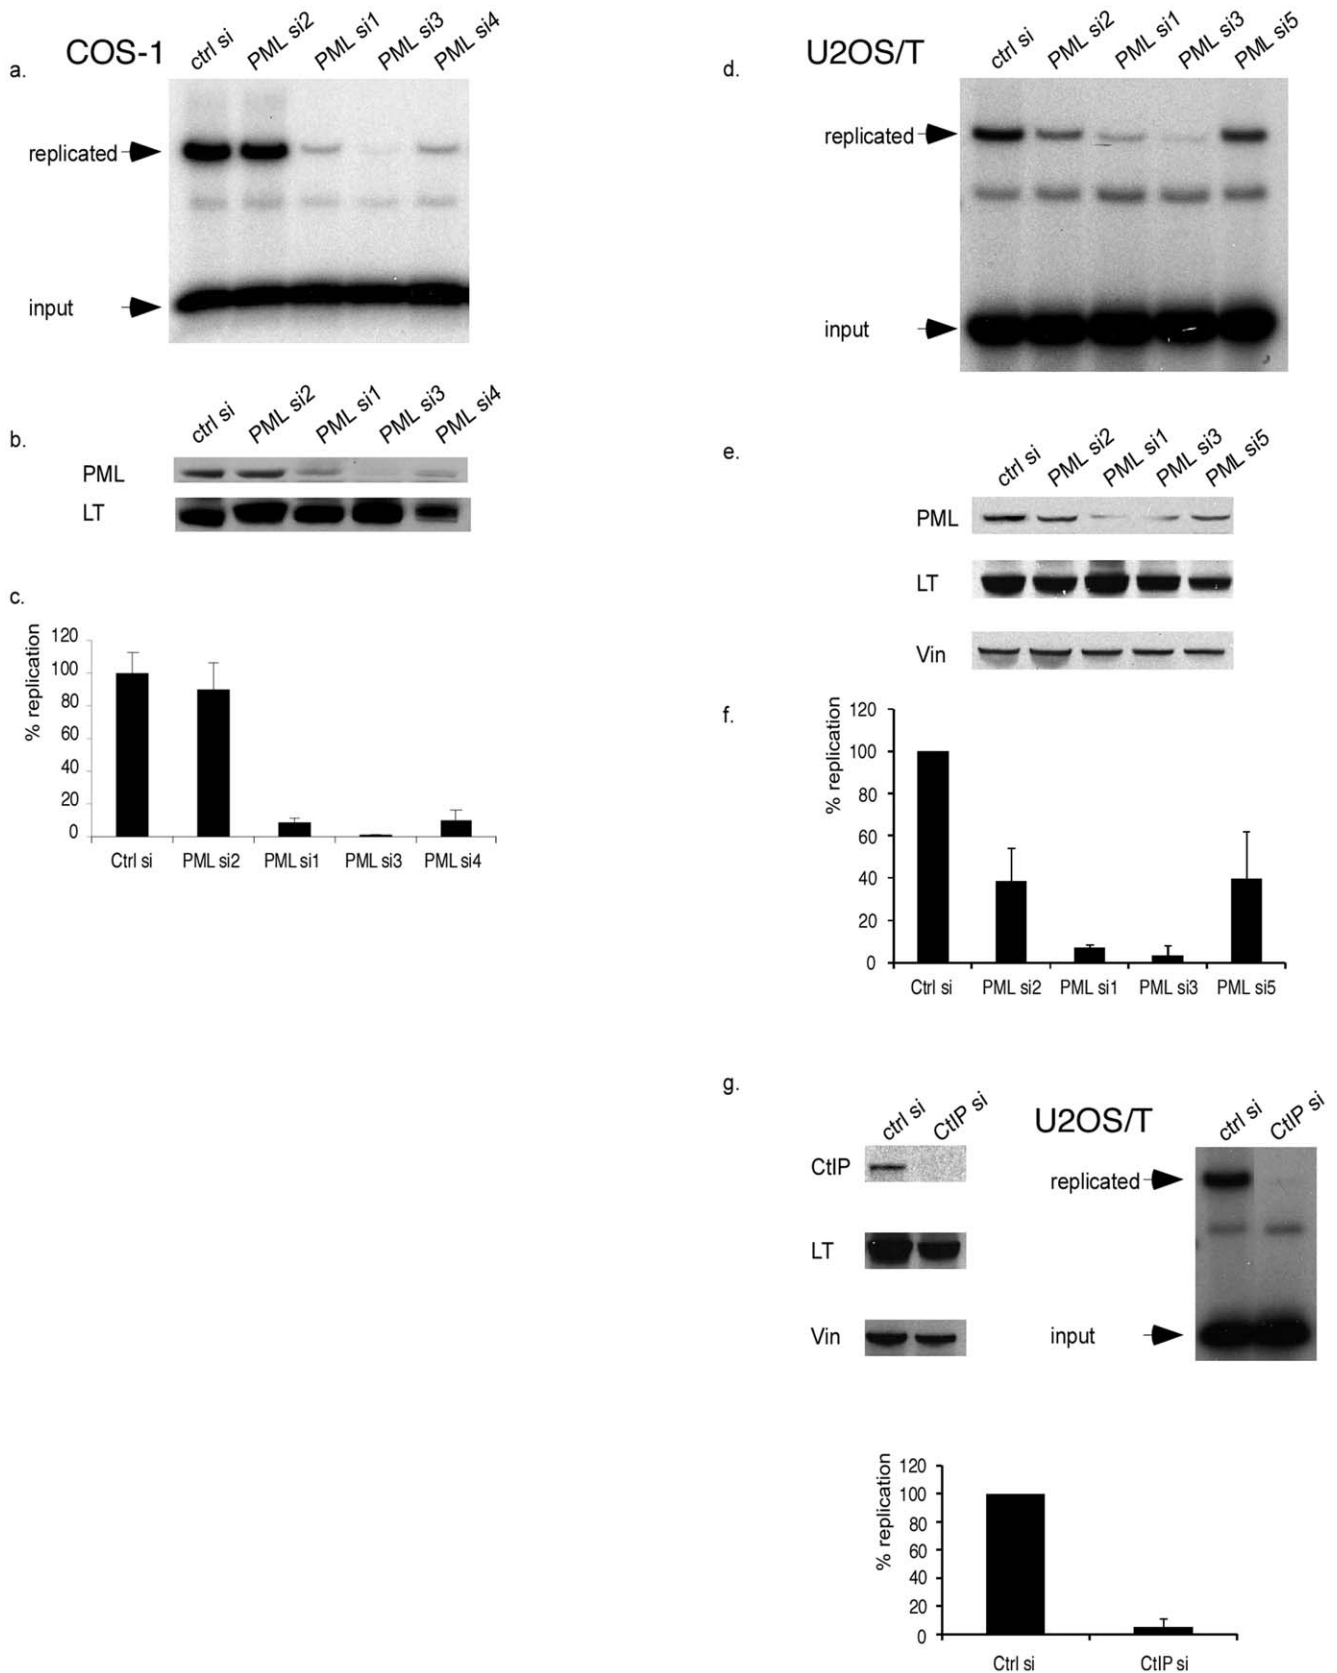 a.
COS-1
ctrl si PML si2 PML si1 PML si3 PML si4
replicated
input
b.
ctrl si PML si2 PML si1 PML si3 PML si4
PML
LT
c.
% replication
120
100
80
60
40
20
0
Ctrl si PML si2 PML si1 PML si3 PML si4
d.
U2OS/T
ctrl si PML si2 PML si1 PML si3 PML si5
replicated
input
e.
ctrl si PML si2 PML si1 PML si3 PML si5
PML
LT
Vin
f.
% replication
120
100
80
60
40
20
0
Ctrl si PML si2 PML si1 PML si3 PML si5
g.
ctrl si CtIP si
CtIP
LT
Vin
U2OS/T
ctrl si CtIP si
replicated
input
% replication
120
100
80
60
40
20
0
Ctrl si CtIP si